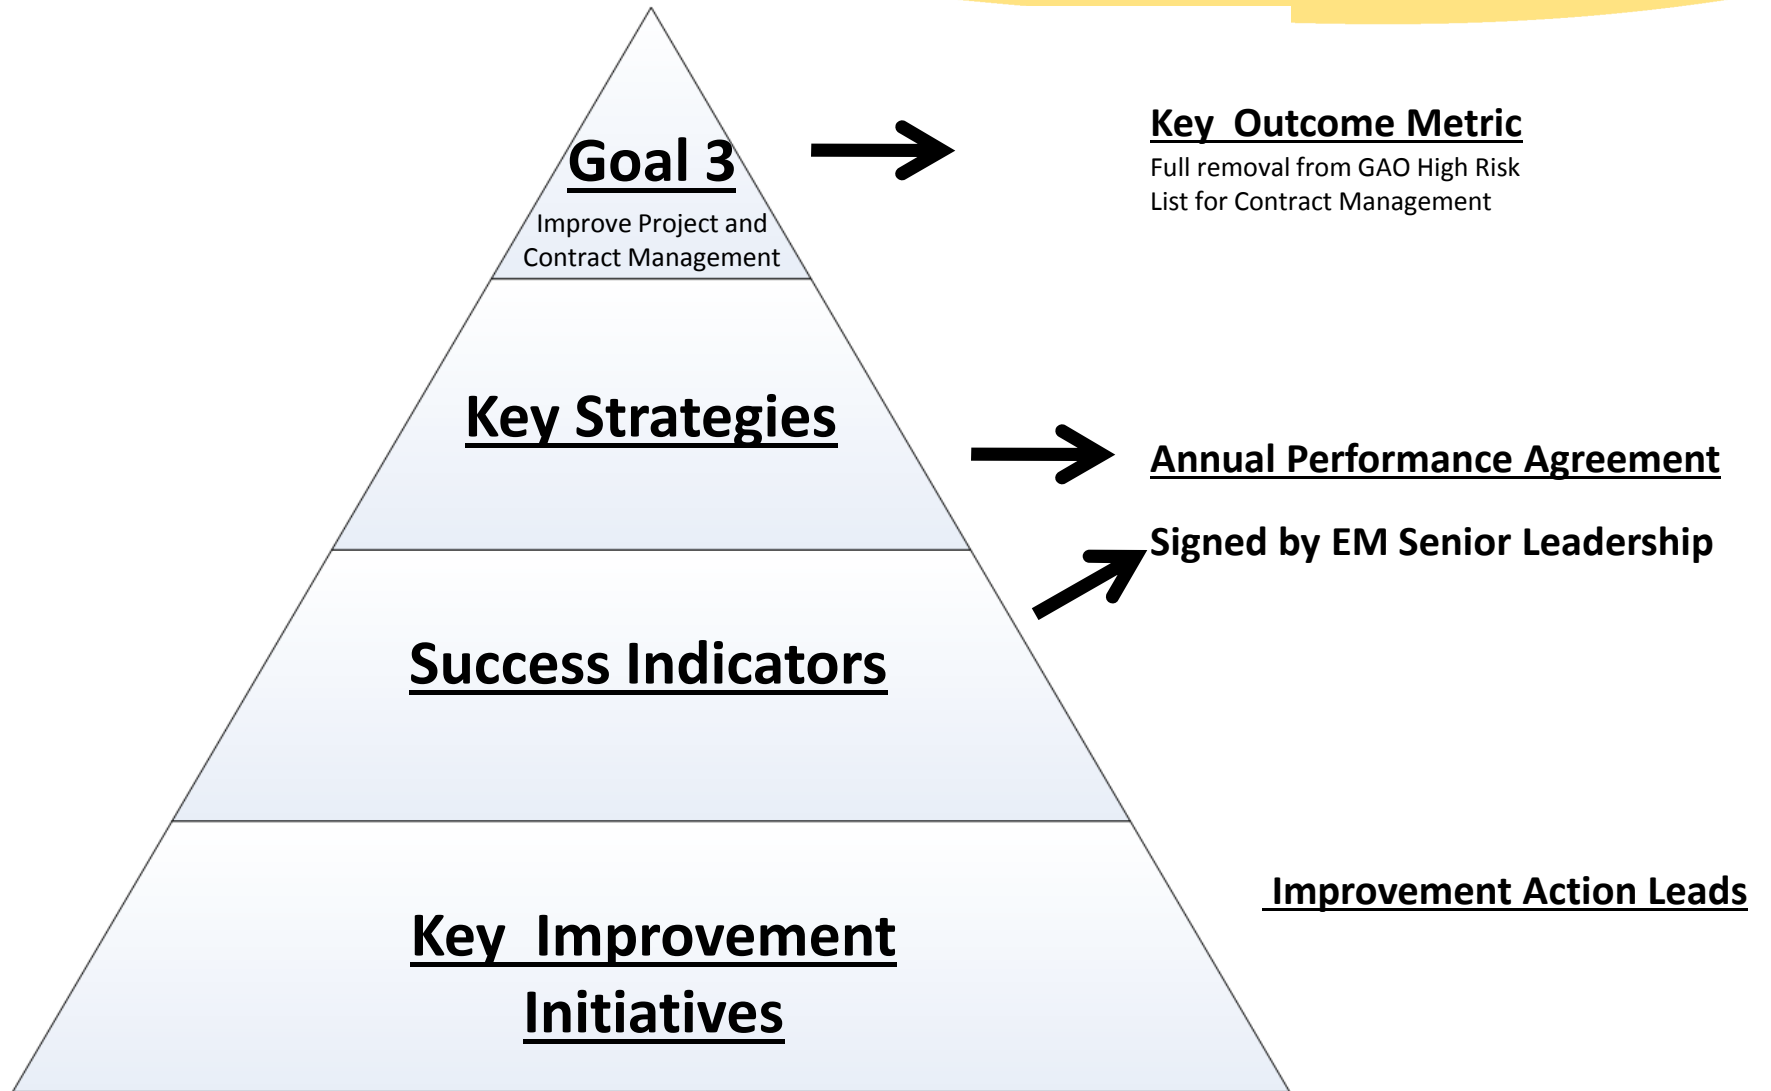 Goal 3
Improve Project and
Contract Management
Key  Outcome Metric
Full removal from GAO High Risk
List for Contract Management
Key Strategies
Annual Performance Agreement
Signed by EM Senior Leadership
Success Indicators
Improvement Action Leads
Key  Improvement
Initiatives